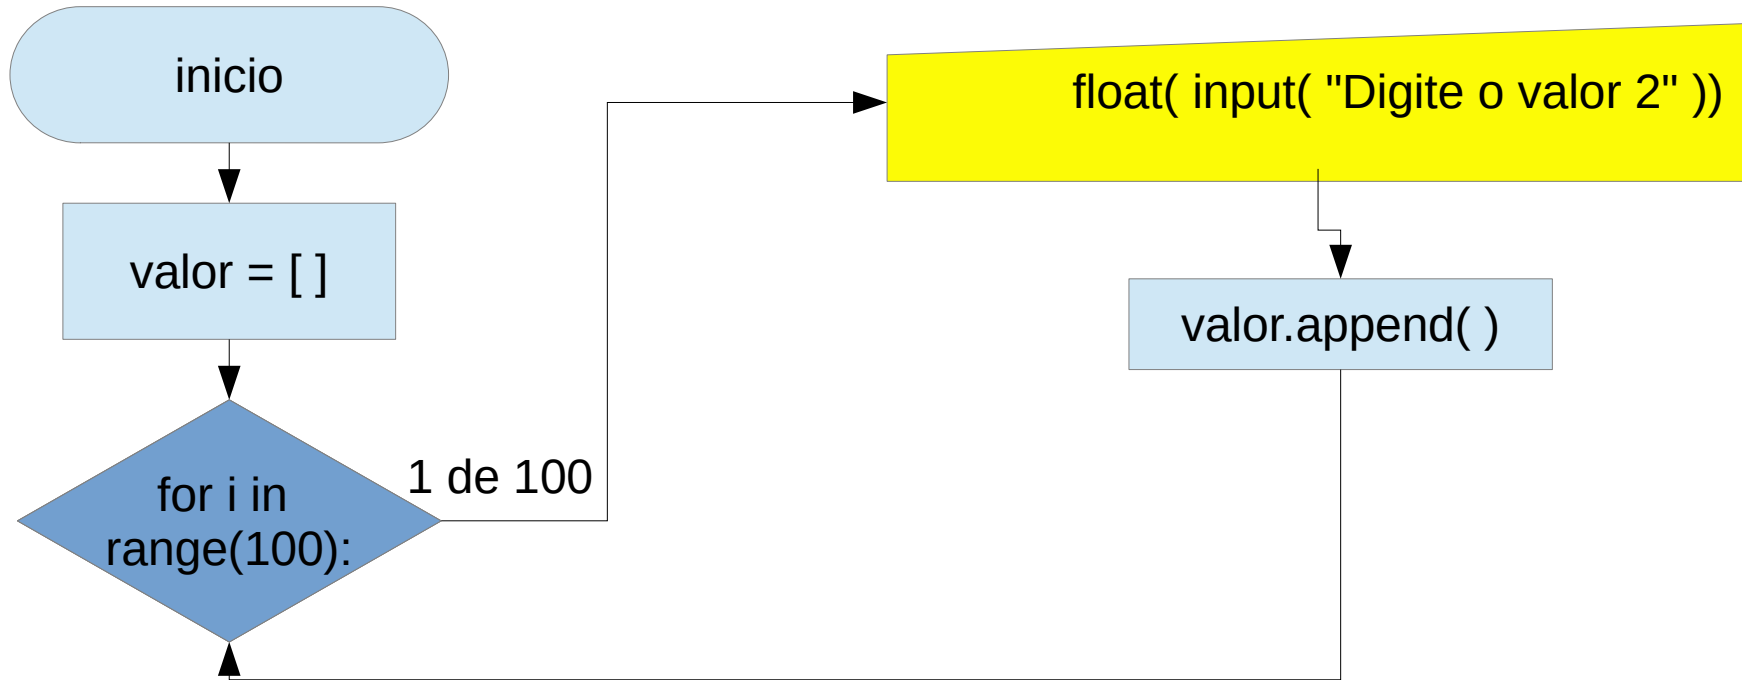 inicio
valor = [ ]
for i in
range(100):
1 de 100
float( input( "Digite o valor 2" ))
valor.append( )